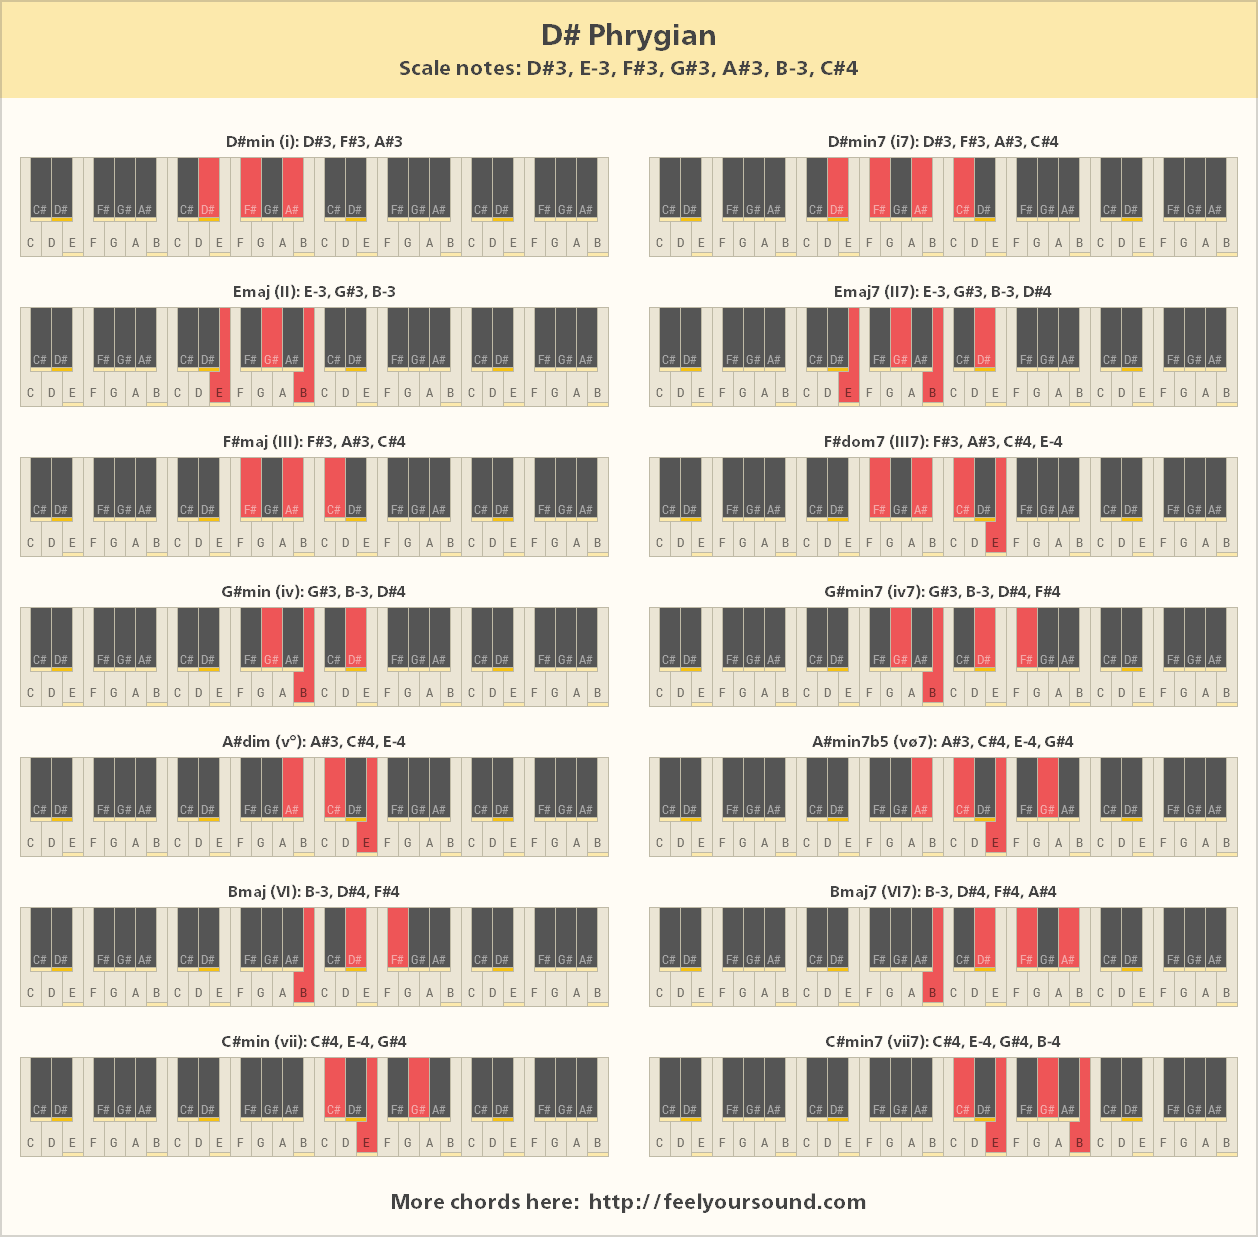 D# Phrygian
Scale notes: D#3, E-3, F#3, G#3, A#3, B-3, C#4
D#min (i): D#3, F#3, A#3
C# D# F# G# A# C# D# F# G# A# C# D# F# G# A# C# D# F# G# A#
C D E F G A B C D E F G A B C D E F G A B C D E F G A B
D#min7 (i7): D#3, F#3, A#3, C#4
C# D# F# G# A# C# D# F# G# A# C# D# F# G# A# C# D# F# G# A#
C D E F G A B C D E F G A B C D E F G A B C D E F G A B
Emaj (II): E-3, G#3, B-3
C# D# F# G# A# C# D# F# G# A# C# D# F# G# A# C# D# F# G# A#
C D E F G A B C D E F G A B C D E F G A B C D E F G A B
Emaj7 (II7): E-3, G#3, B-3, D#4
C# D# F# G# A# C# D# F# G# A# C# D# F# G# A# C# D# F# G# A#
C D E F G A B C D E F G A B C D E F G A B C D E F G A B
F#maj (III): F#3, A#3, C#4
C# D# F# G# A# C# D# F# G# A# C# D# F# G# A# C# D# F# G# A#
C D E F G A B C D E F G A B C D E F G A B C D E F G A B
F#dom7 (III7): F#3, A#3, C#4, E-4
C# D# F# G# A# C# D# F# G# A# C# D# F# G# A# C# D# F# G# A#
C D E F G A B C D E F G A B C D E F G A B C D E F G A B
G#min (iv): G#3, B-3, D#4
C# D# F# G# A# C# D# F# G# A# C# D# F# G# A# C# D# F# G# A#
C D E F G A B C D E F G A B C D E F G A B C D E F G A B
G#min7 (iv7): G#3, B-3, D#4, F#4
C# D# F# G# A# C# D# F# G# A# C# D# F# G# A# C# D# F# G# A#
C D E F G A B C D E F G A B C D E F G A B C D E F G A B
A#dim (v°): A#3, C#4, E-4
C# D# F# G# A# C# D# F# G# A# C# D# F# G# A# C# D# F# G# A#
C D E F G A B C D E F G A B C D E F G A B C D E F G A B
A#min7b5 (vø7): A#3, C#4, E-4, G#4
C# D# F# G# A# C# D# F# G# A# C# D# F# G# A# C# D# F# G# A#
C D E F G A B C D E F G A B C D E F G A B C D E F G A B
Bmaj (VI): B-3, D#4, F#4
C# D# F# G# A# C# D# F# G# A# C# D# F# G# A# C# D# F# G# A#
C D E F G A B C D E F G A B C D E F G A B C D E F G A B
Bmaj7 (VI7): B-3, D#4, F#4, A#4
C# D# F# G# A# C# D# F# G# A# C# D# F# G# A# C# D# F# G# A#
C D E F G A B C D E F G A B C D E F G A B C D E F G A B
C#min (vii): C#4, E-4, G#4
C# D# F# G# A# C# D# F# G# A# C# D# F# G# A# C# D# F# G# A#
C D E F G A B C D E F G A B C D E F G A B C D E F G A B
C#min7 (vii7): C#4, E-4, G#4, B-4
C# D# F# G# A# C# D# F# G# A# C# D# F# G# A# C# D# F# G# A#
C D E F G A B C D E F G A B C D E F G A B C D E F G A B
More chords here: http://feelyoursound.com